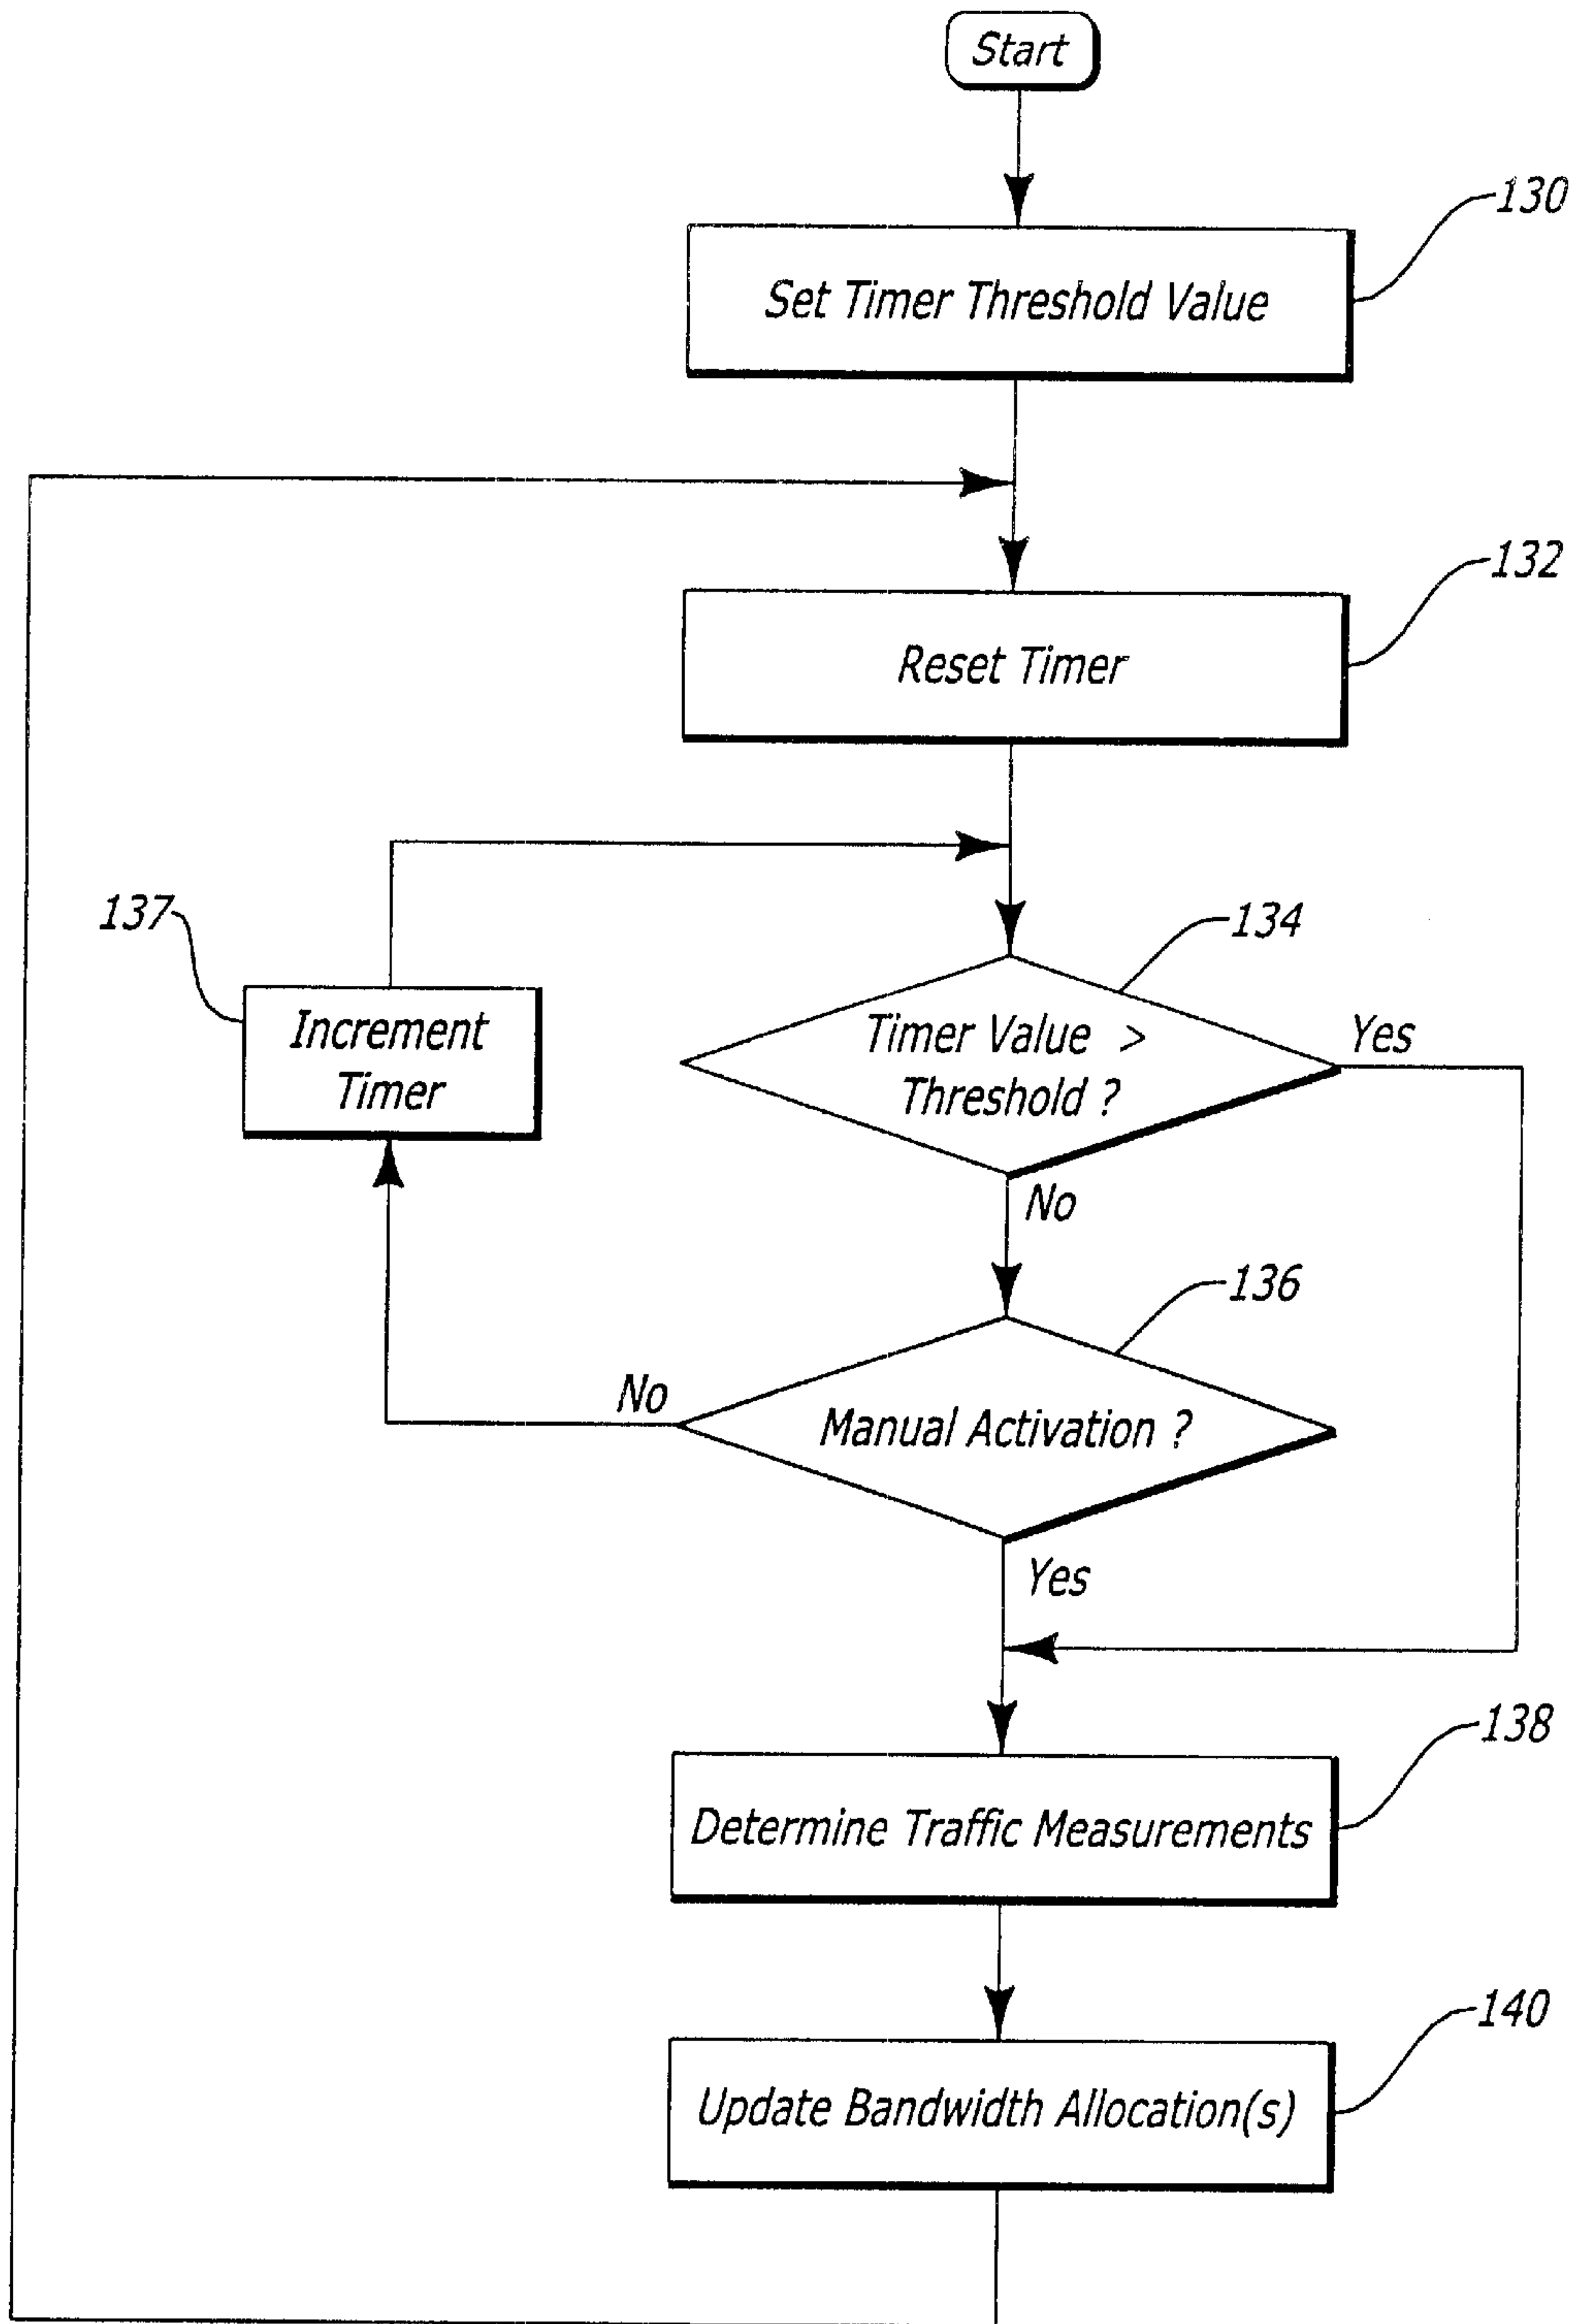 Start
130
Set Timer Threshold Value
132
Reset Timer
137
134
Increment
Timer
Timer Value >
Threshold ?
Yes
No
136
No
Manual Activation ?
Yes
138
Determine Traffic Measurements
140
Update Bandwidth Allocation(s)